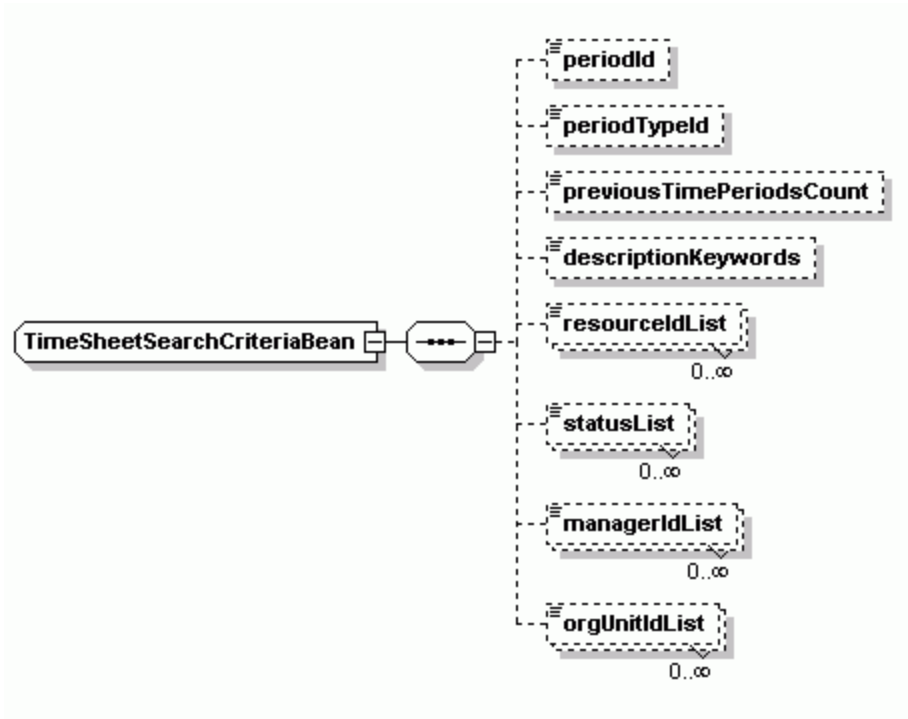 periodId
periodTypeId
previousTimePeriodsCount
descriptionKeywords
TimeSheetSearchCriteriaBean
resourceIdList
0..∞
statusList
0..∞
managerIdList
0..∞
orgUnitIdList
0..∞